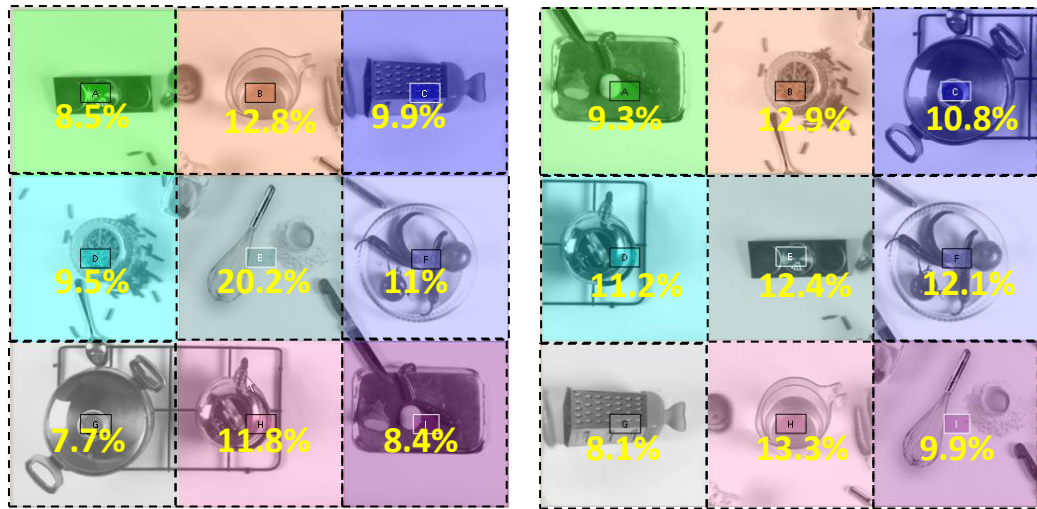 A
8.5%
B
12.8%
C
9.9%
D
9.5%
E
20.2%
F
11%
G
7.7%
H
11.8%
I
8.4%
A
9.3%
B
12.9%
C
10.8%
D
11.2%
E
12.4%
F
12.1%
G
8.1%
H
13.3%
I
9.9%